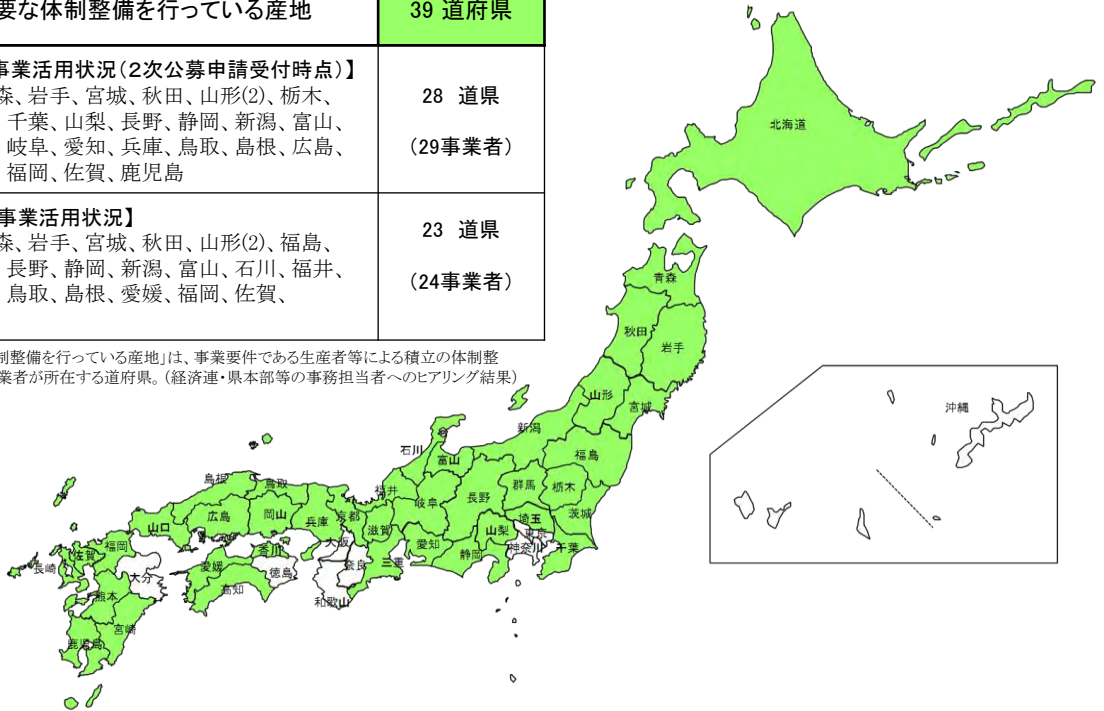 要な体制整備を行っている産地
39 道府県
事業活用状況(2次公募申請受付時点)】
森、岩手、宮城、秋田、山形(2)、栃木、
千葉、山梨、長野、静岡、新潟、富山、
岐阜、愛知、兵庫、鳥取、島根、広島、
福岡、佐賀、鹿児島
28 道県
(29事業者)
事業活用状況】
森、岩手、宮城、秋田、山形(2)、福島、
長野、静岡、新潟、富山、石川、福井、
鳥取、島根、愛媛、福岡、佐賀、
23 道県
(24事業者)
制整備を行っている産地」は、事業要件である生産者等による積立の体制整
業者が所在する道府県。(経済連・県本部等の事務担当者へのヒアリング結果)
北海道
青森
秋田
岩手
山形
宮城
新潟
福島
石川
富山
群馬
栃木
福井
岐阜
長野
茨城
埼玉
東京
山梨
神奈川
千葉
静岡
愛知
滋賀
三重
京都
大阪
奈良
和歌山
兵庫
鳥取
島根
岡山
広島
山口
香川
徳島
愛媛
高知
福岡
佐賀
長崎
大分
熊本
宮崎
鹿児島
沖縄